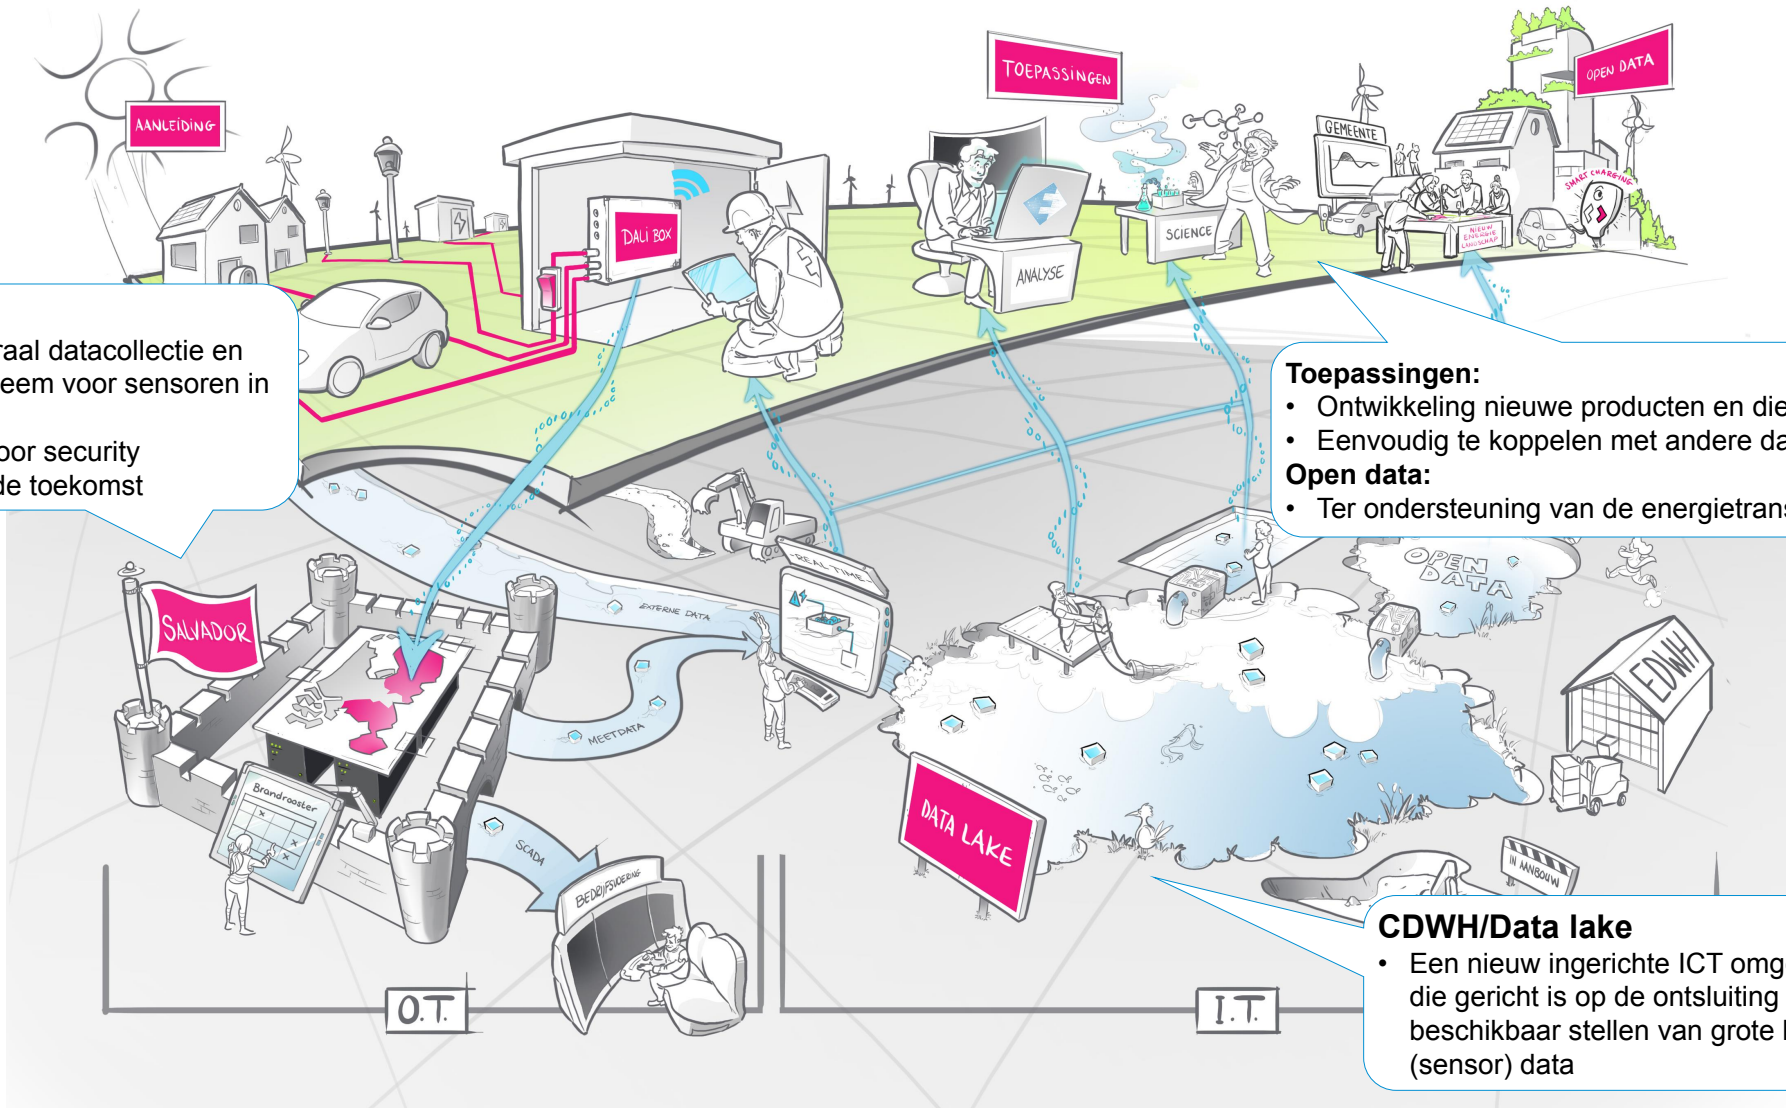 AANLEIDING
TOEPASSINGEN
OPEN DATA
GEMEENTE
SMART CHARGING
DALI BOX
SCIENCE
NIEUW
ENERGIE
LANDSCHAP
ANALYSE
raal datacollectie en
eem voor sensoren in
oor security
de toekomst
Toepassingen:
• Ontwikkeling nieuwe producten en die
• Eenvoudig te koppelen met andere da
Open data:
• Ter ondersteuning van de energietrans
REAL TIME
OPEN
DATA
EXTERNE DATA
SALVADOR
EDWH
MEETDATA
Brandrooster
DATA LAKE
SCADA
IN AANBOUW
BEDRIJFSVOERING
CDWH/Data lake
• Een nieuw ingerichte ICT omg
die gericht is op de ontsluiting
beschikbaar stellen van grote
(sensor) data
O.T.
I.T.